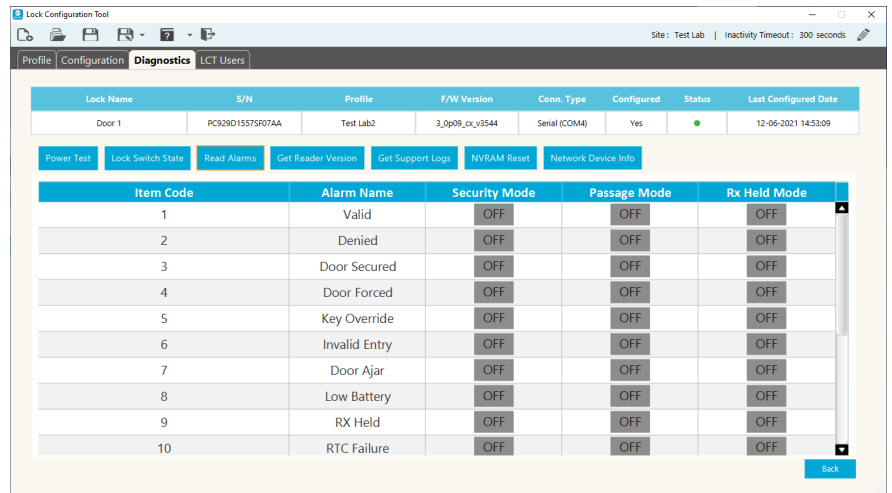 Lock Configuration Tool
Site : Test Lab | Inactivity Timeout : 300 seconds
Profile Configuration Diagnostics LCT Users
Lock Name S/N Profile F/W Version Conn. Type Configured Status Last Configured Date
Door 1 PC929D1557SF07AA Test Lab2 3_0p09_cx_v3544 Serial (COM4) Yes 12-06-2021 14:53:09
Power Test Lock Switch State Read Alarms Get Reader Version Get Support Logs NVRAM Reset Network Device Info
Item Code Alarm Name Security Mode Passage Mode Rx Held Mode
1 Valid OFF OFF OFF
2 Denied OFF OFF OFF
3 Door Secured OFF OFF OFF
4 Door Forced OFF OFF OFF
5 Key Override OFF OFF OFF
6 Invalid Entry OFF OFF OFF
7 Door Ajar OFF OFF OFF
8 Low Battery OFF OFF OFF
9 RX Held OFF OFF OFF
10 RTC Failure OFF OFF OFF
Back